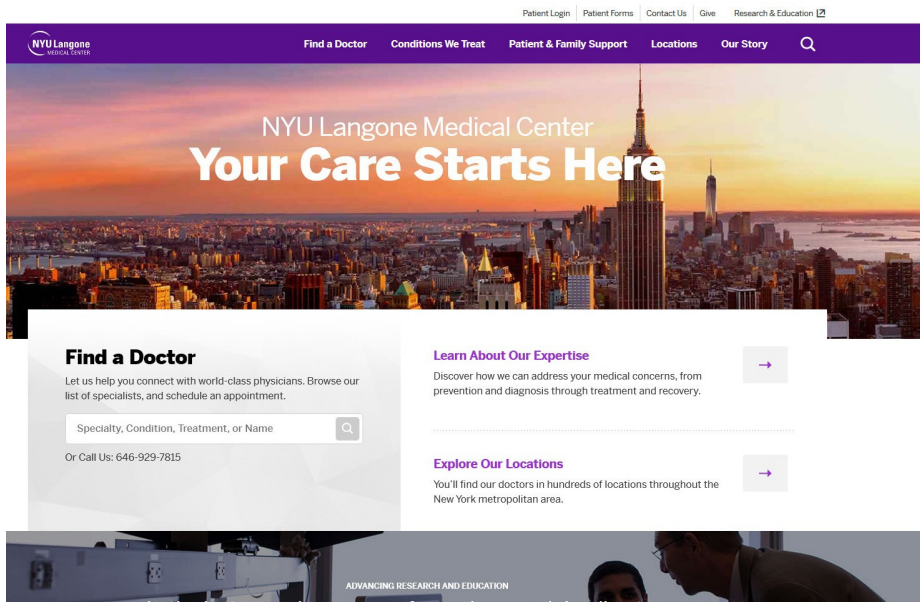 Patient Login
Patient Forms
Contact Us
Give
Research & Education
NYU Langone
MEDICAL CENTER
Find a Doctor
Conditions We Treat
Patient & Family Support
Locations
Our Story
NYU Langone Medical Center
Your Care Starts Here
Find a Doctor
Let us help you connect with world-class physicians. Browse our
list of specialists, and schedule an appointment.
Specialty, Condition, Treatment, or Name
Or Call Us: 646-929-7815
Learn About Our Expertise
Discover how we can address your medical concerns, from
prevention and diagnosis through treatment and recovery.
Explore Our Locations
You'll find our doctors in hundreds of locations throughout the
New York metropolitan area.
ADVANCING RESEARCH AND EDUCATION